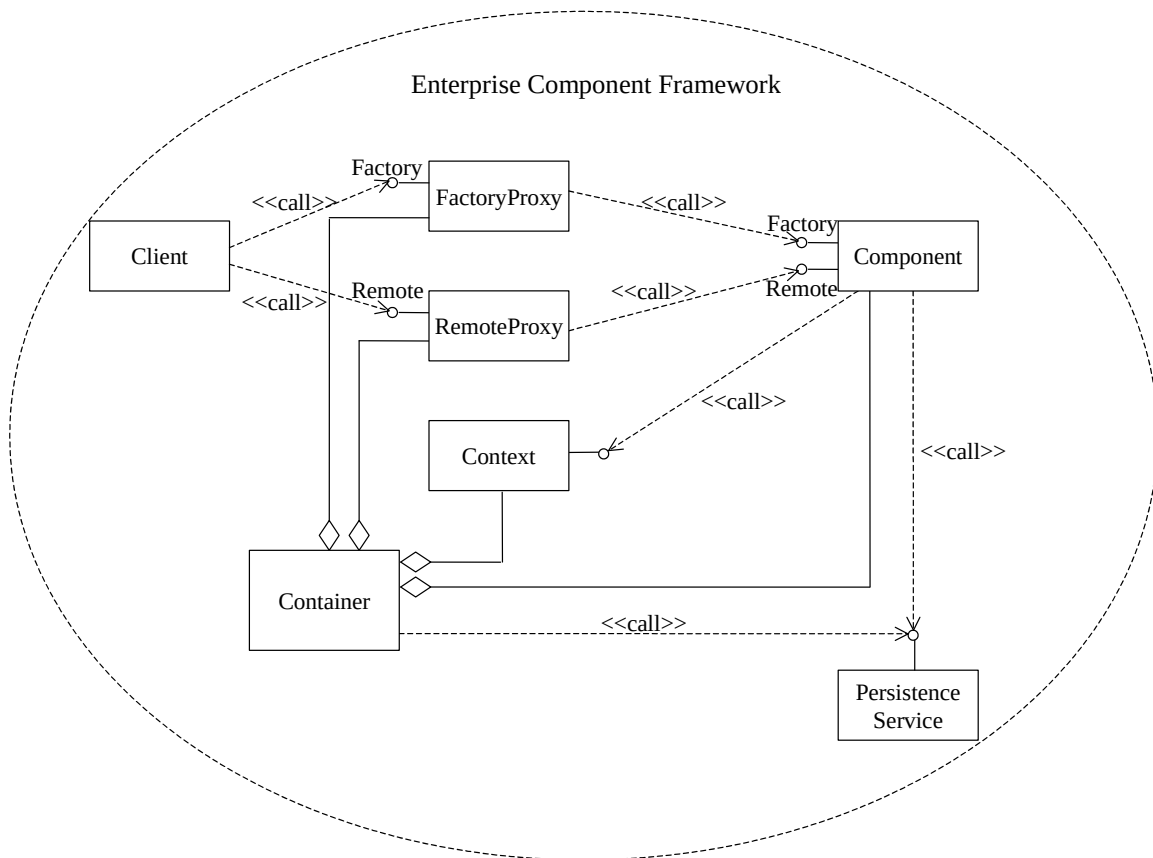 Enterprise Component Framework
Factory
FactoryProxy
<<call>>
<<call>>
Factory
Client
Component
Remote
Remote
<<call>>
<<call>>
RemoteProxy
<<call>>
Context
<<call>>
Container
<<call>>
Persistence
Service